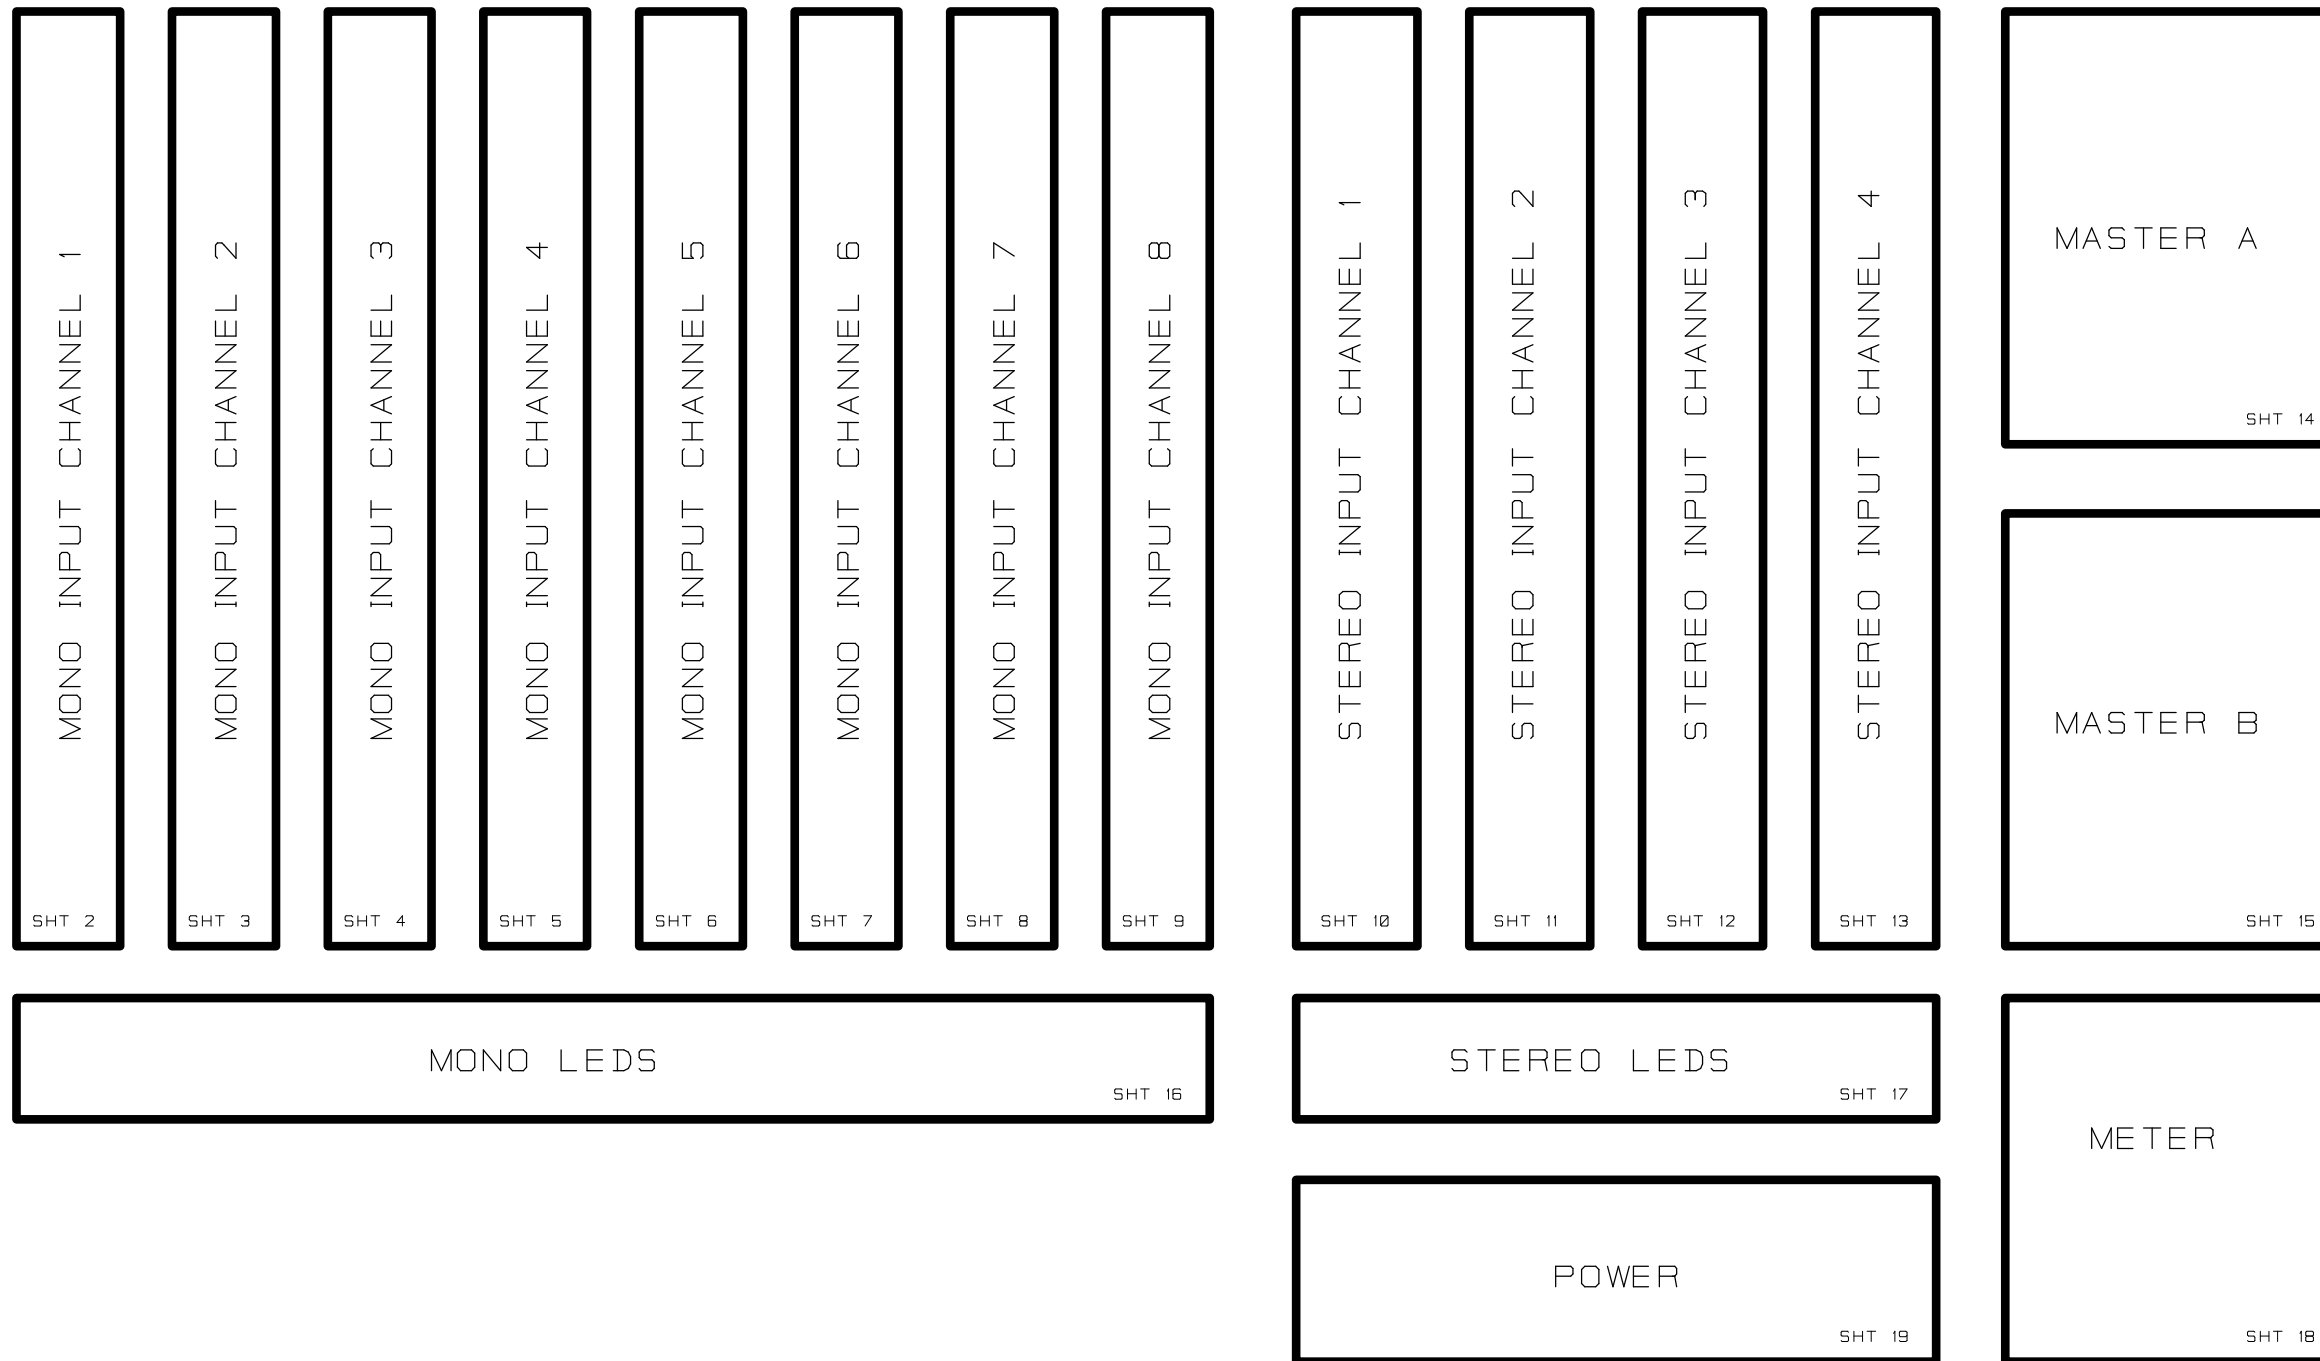 MONO INPUT CHANNEL 1
SHT 2
MONO INPUT CHANNEL 2
SHT 3
MONO INPUT CHANNEL 3
SHT 4
MONO INPUT CHANNEL 4
SHT 5
MONO INPUT CHANNEL 5
SHT 6
MONO INPUT CHANNEL 6
SHT 7
MONO INPUT CHANNEL 7
SHT 8
MONO INPUT CHANNEL 8
SHT 9
STEREO INPUT CHANNEL 1
SHT 10
STEREO INPUT CHANNEL 2
SHT 11
STEREO INPUT CHANNEL 3
SHT 12
STEREO INPUT CHANNEL 4
SHT 13
MASTER A
SHT 14
MASTER B
SHT 15
MONO LEDS
SHT 16
STEREO LEDS
SHT 17
METER
SHT 18
POWER
SHT 19